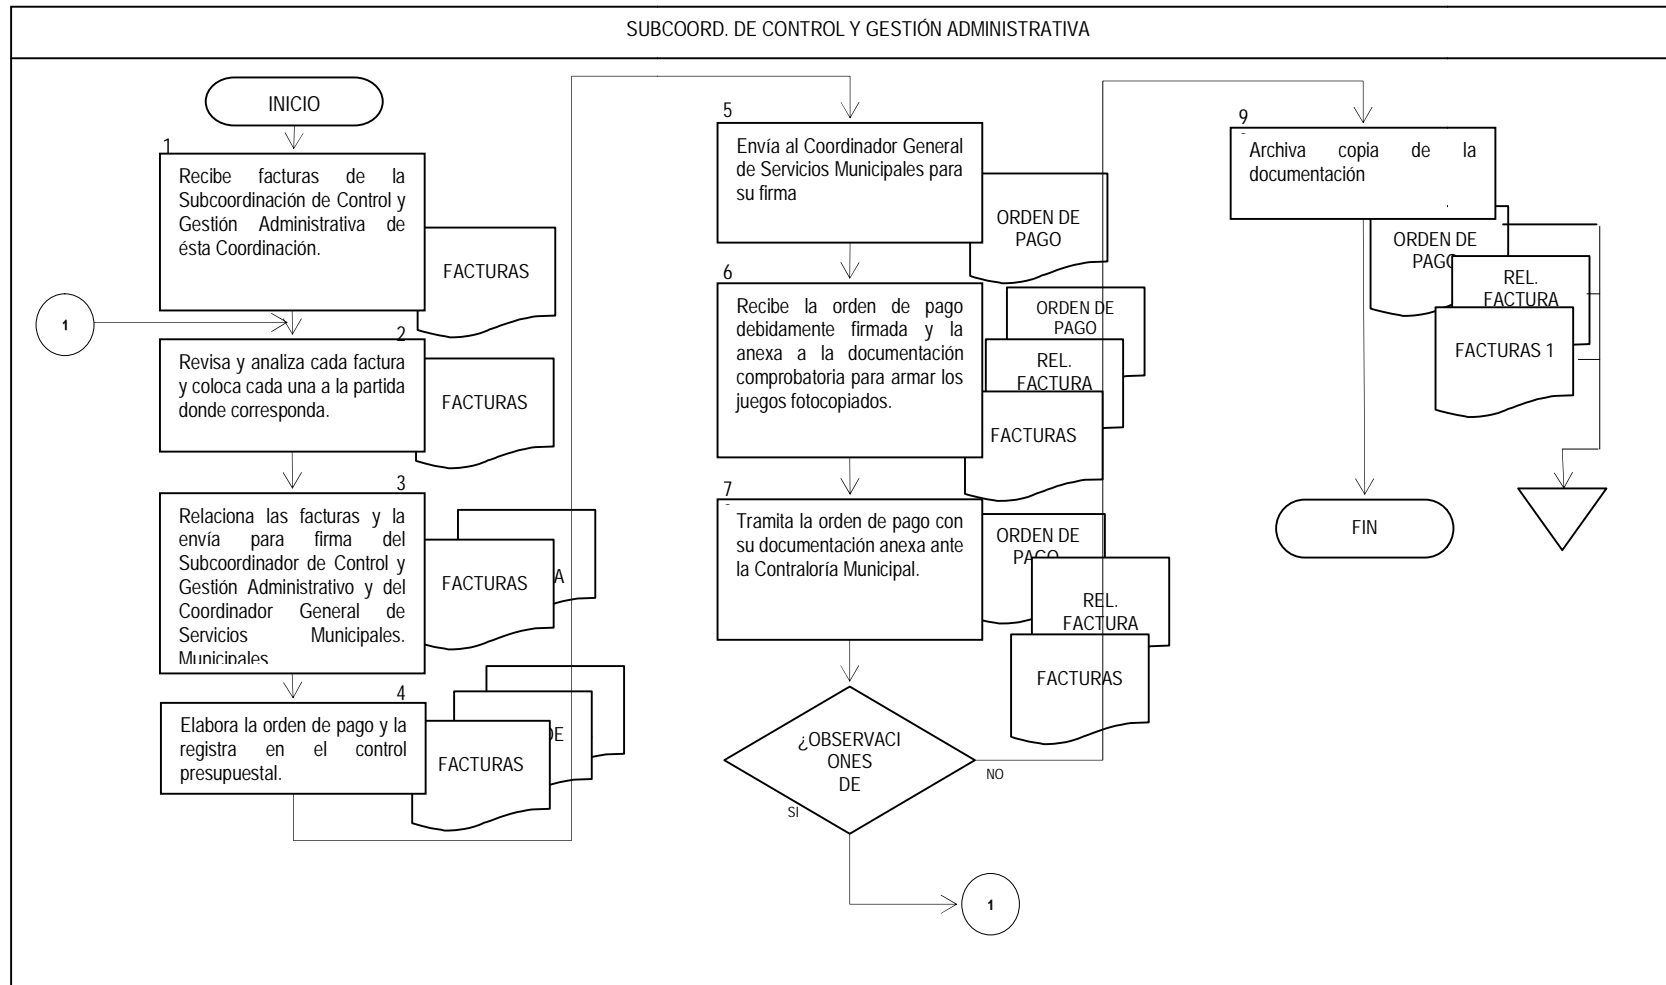 SUBCOORD. DE CONTROL Y GESTIÓN ADMINISTRATIVA
INICIO
1
Recibe facturas de la
Subcoordinación de Control y
Gestión Administrativa de
ésta Coordinación.
FACTURAS
1
2
Revisa y analiza cada factura
y coloca cada una a la partida
donde corresponda.
FACTURAS
3
Relaciona las facturas y la
envía para firma del
Subcoordinador de Control y
Gestión Administrativo y del
Coordinador General de
Servicios Municipales.
Municipales
FACTURAS
A
4
Elabora la orden de pago y la
registra en el control
presupuestal.
FACTURAS
DE
5
Envía al Coordinador General
de Servicios Municipales para
su firma
ORDEN DE
PAGO
6
Recibe la orden de pago
debidamente firmada y la
anexa a la documentación
comprobatoria para armar los
juegos fotocopiados.
ORDEN DE
PAGO
REL.
FACTURA
FACTURAS
7
Tramita la orden de pago con
su documentación anexa ante
la Contraloría Municipal.
ORDEN DE
PAGO
REL.
FACTURA
FACTURAS
¿OBSERVACI
ONES
DE
NO
SI
1
9
Archiva copia de la
documentación
ORDEN DE
PAGO
REL.
FACTURA
FACTURAS 1
FIN